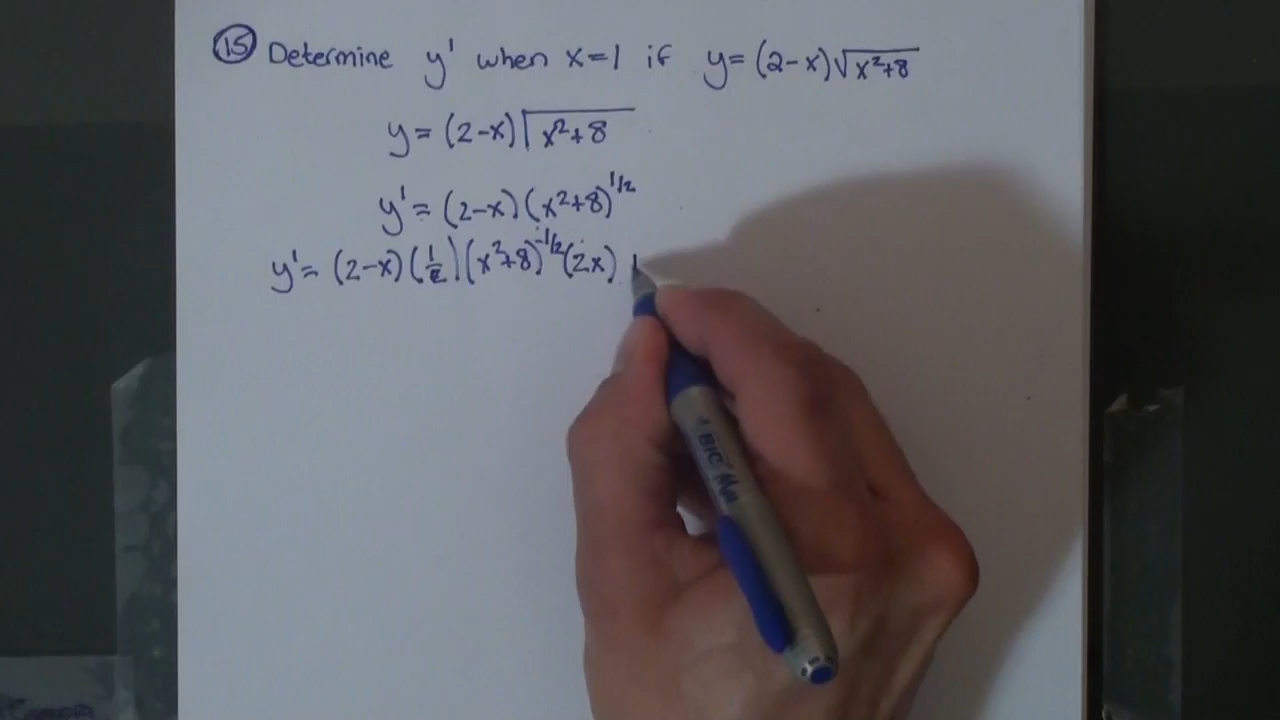 15 Determine y' when x=1 if y=(2-x)√x²+8
y=(2-x)√x²+8
y'=(2-x)(x²+8)^1/2
y'=(2-x)(1/2)(x²+8)^-1/2(2x)
BIC